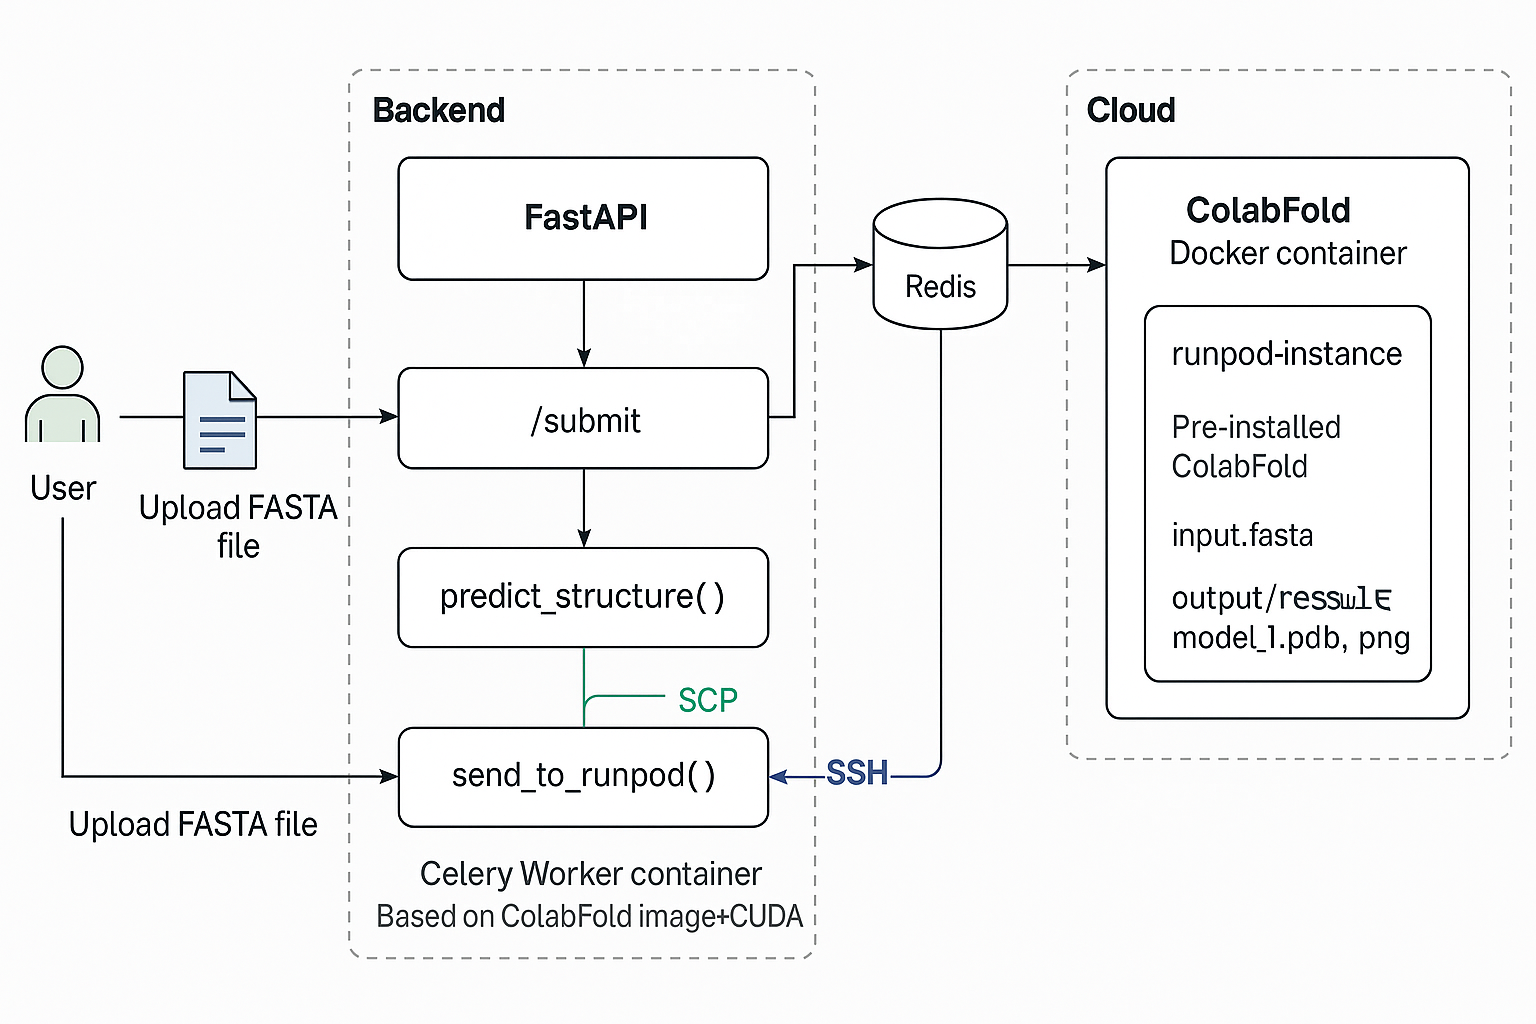 Backend
FastAPI
/submit
predict_structure()
SCP
send_to_runpod()
Celery Worker container
Based on ColabFold image+CUDA
User
Upload FASTA
file
Upload FASTA file
Redis
SSH
Cloud
ColabFold
Docker container
runpod-instance
Pre-installed
ColabFold
input.fasta
output/
model_1.pdb, png